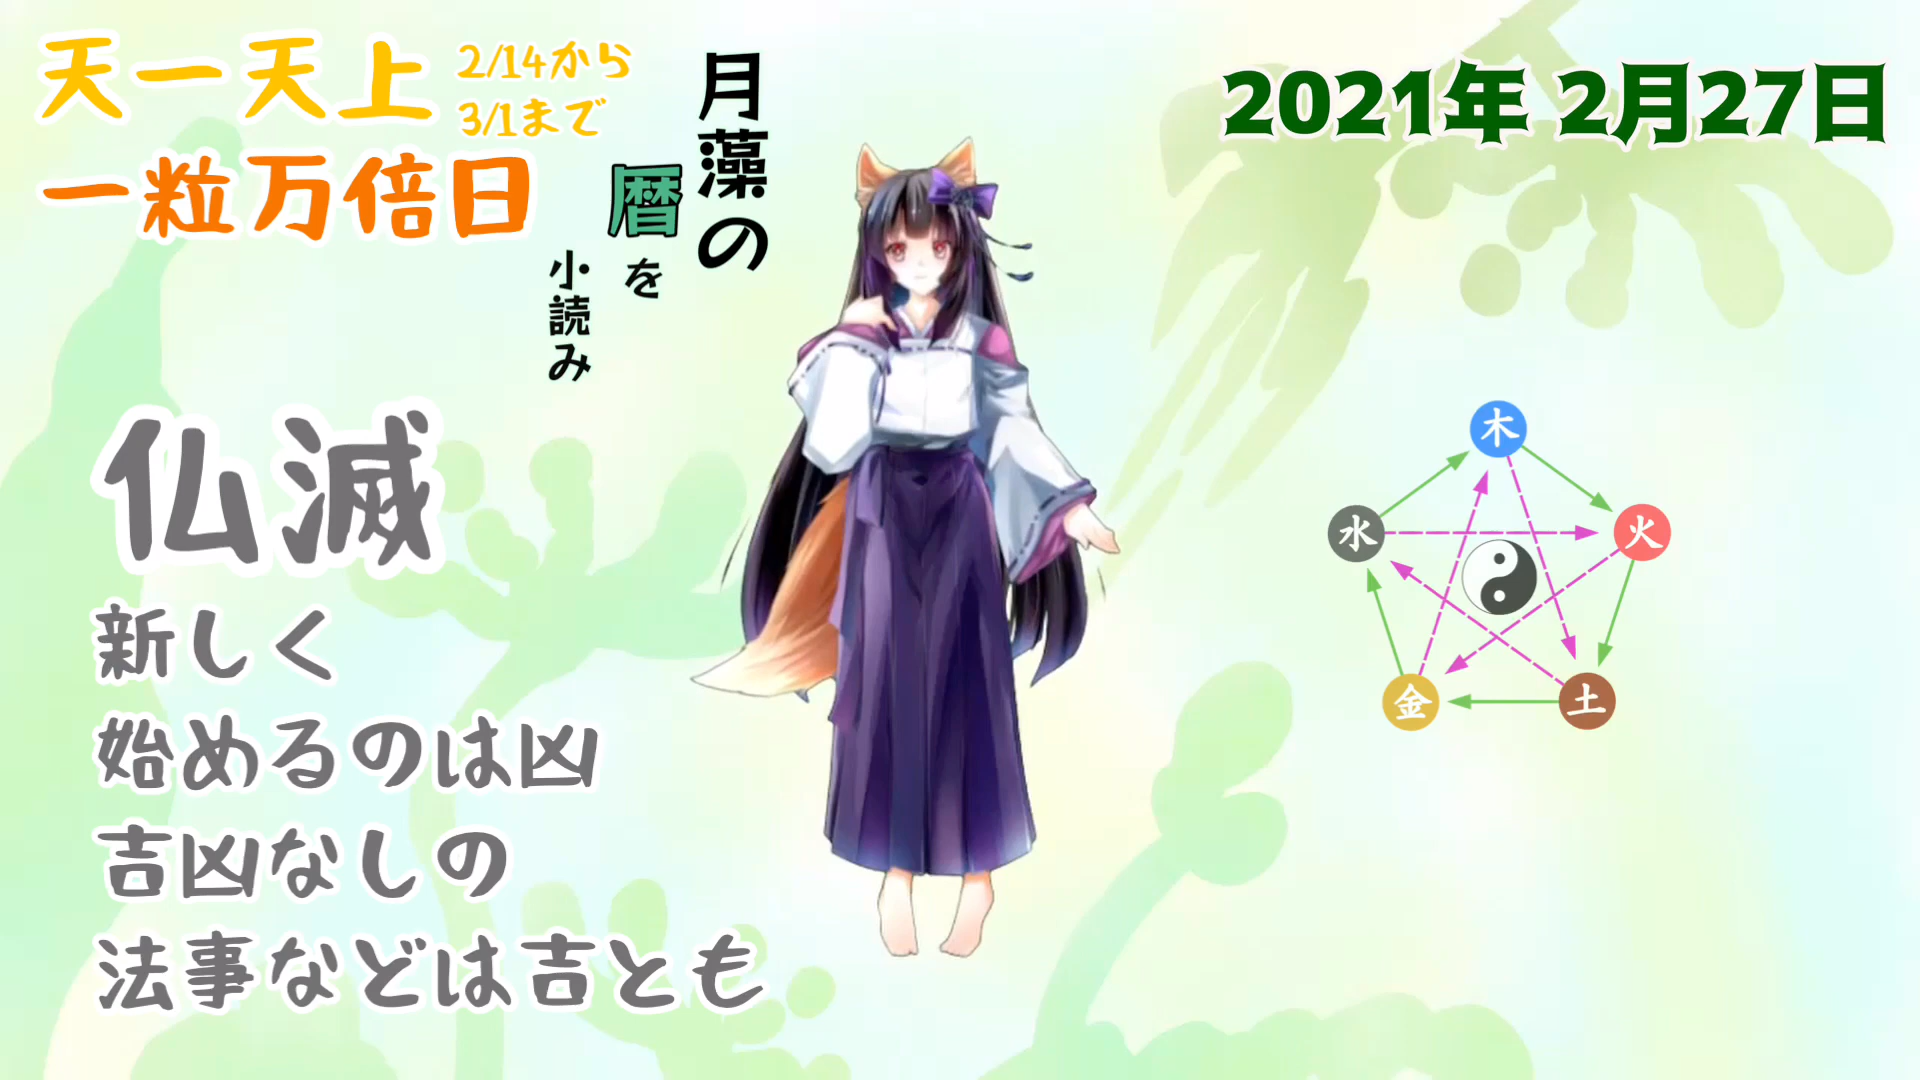 天一天上
2/14から
3/1まで
一粒万倍日
月藻の
暦を
小読み
2021年 2月27日
仏滅
新しく
始めるのは凶
吉凶なしの
法事などは吉とも
木
水
火
金
土